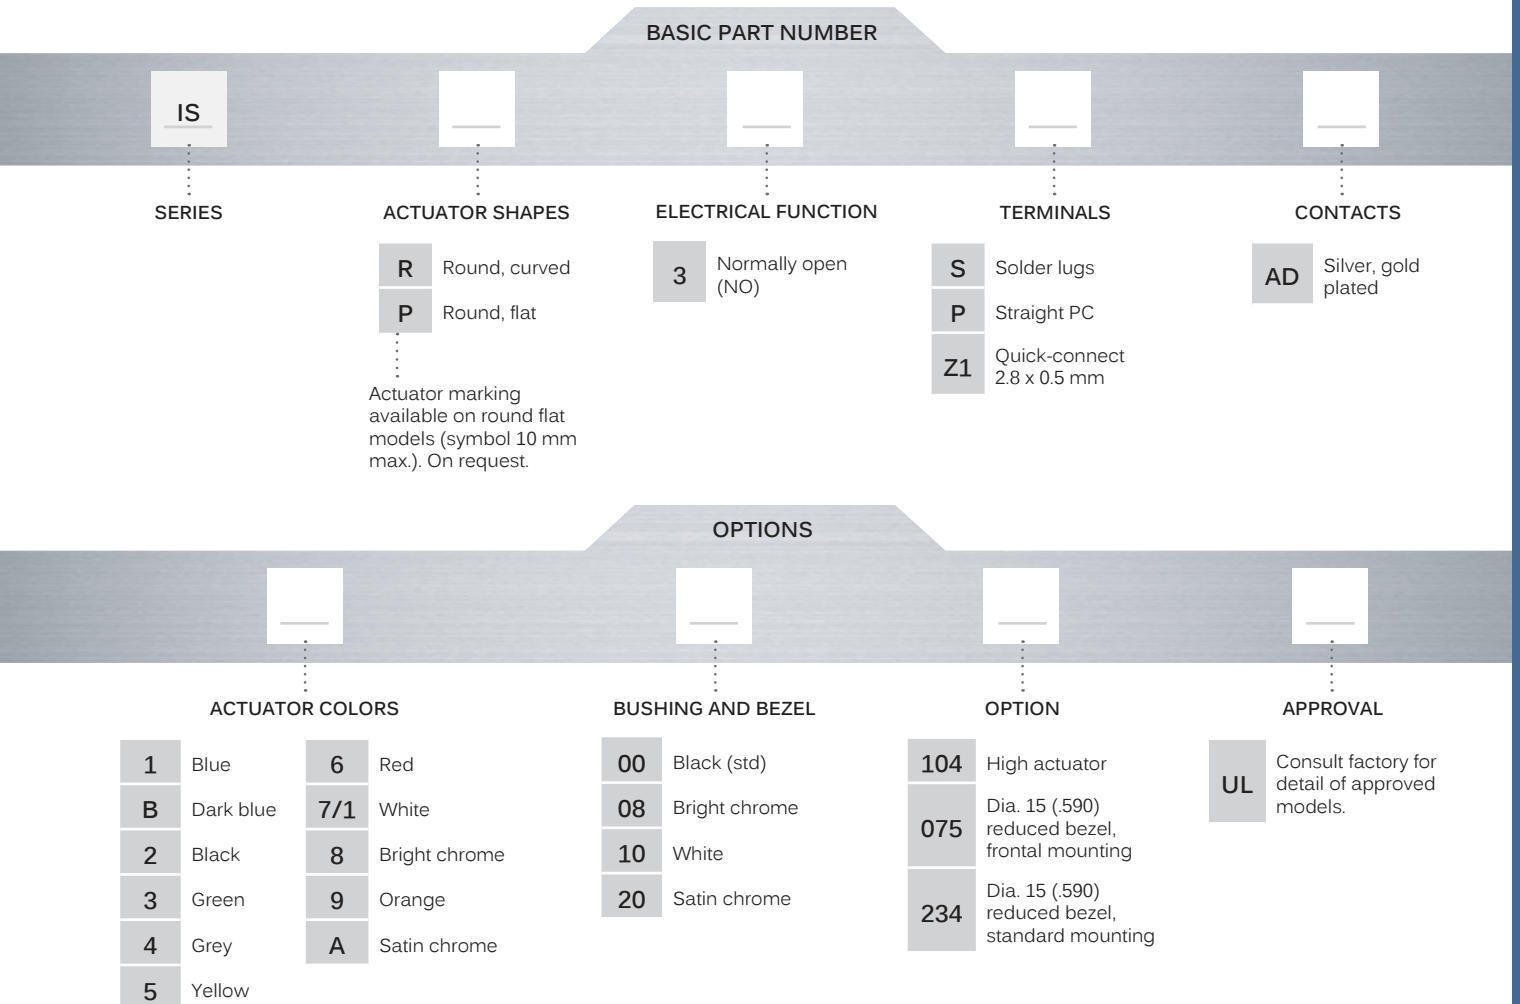 BASIC PART NUMBER
IS
SERIES
ACTUATOR SHAPES
R Round, curved
P Round, flat
Actuator marking
available on round flat
models (symbol 10 mm
max.). On request.
ELECTRICAL FUNCTION
3 Normally open
(NO)
TERMINALS
S Solder lugs
P Straight PC
Z1 Quick-connect
2.8 x 0.5 mm
CONTACTS
AD Silver, gold
plated
OPTIONS
ACTUATOR COLORS
1 Blue
B Dark blue
2 Black
3 Green
4 Grey
5 Yellow
6 Red
7/1 White
8 Bright chrome
9 Orange
A Satin chrome
BUSHING AND BEZEL
00 Black (std)
08 Bright chrome
10 White
20 Satin chrome
OPTION
104 High actuator
075 Dia. 15 (.590)
reduced bezel,
frontal mounting
234 Dia. 15 (.590)
reduced bezel,
standard mounting
APPROVAL
UL Consult factory for
detail of approved
models.